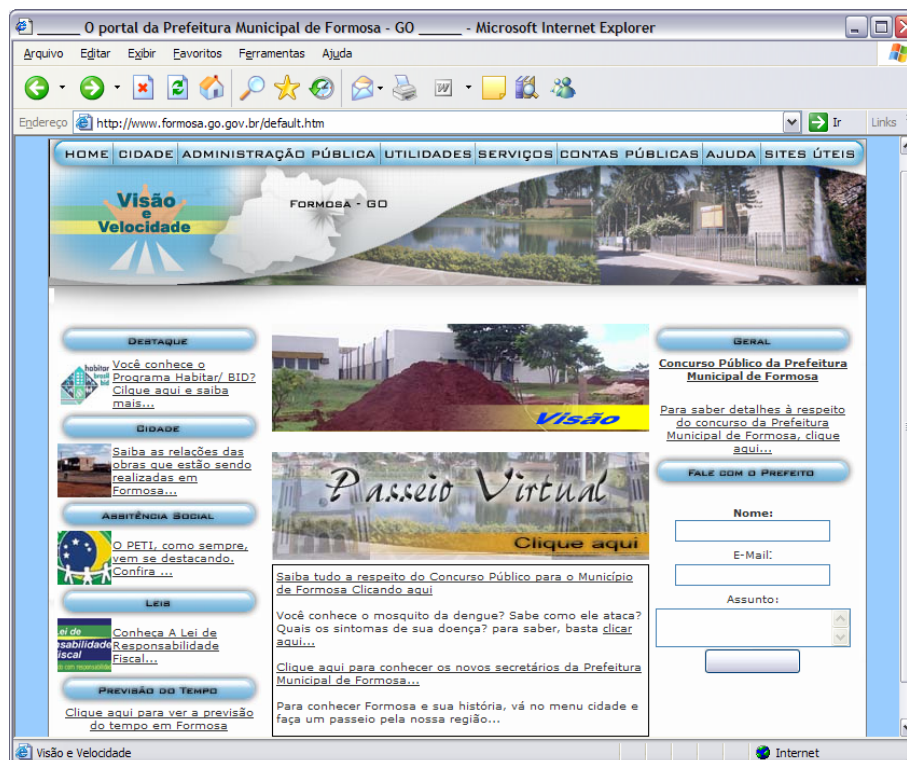 _____ O portal da Prefeitura Municipal de Formosa - GO _____ - Microsoft Internet Explorer
Arquivo Editar Exibir Favoritos Ferramentas Ajuda
Endereço http://www.formosa.go.gov.br/default.htm Ir Links
HOME CIDADE ADMINISTRAÇÃO PÚBLICA UTILIDADES SERVIÇOS CONTAS PÚBLICAS AJUDA SITES ÚTEIS
Visão
e
Velocidade
FORMOSA - GO
DESTAQUE
habitar
brasil
bid
Você conhece o
Programa Habitar/ BID?
Cilque aqui e saiba
mais...
CIDADE
Saiba as relações das
obras que estão sendo
realizadas em
Formosa...
ASSITÊNCIA SOCIAL
O PETI, como sempre,
vem se destacando.
Confira ...
LEIS
ei de
nsabilidade
iscal
Conheça A Lei de
Responsabilidade
Fiscal...
PREVISÃO DO TEMPO
Clique aqui para ver a previsão
do tempo em Formosa
Visão
Passeio Virtual
Clique aqui
Saiba tudo a respeito do Concurso Público para o Município
de Formosa Clicando aqui
Você conhece o mosquito da dengue? Sabe como ele ataca?
Quais os sintomas de sua doença? para saber, basta clicar
aqui...
Clique aqui para conhecer os novos secretários da Prefeitura
Municipal de Formosa...
Para conhecer Formosa e sua história, vá no menu cidade e
faça um passeio pela nossa região...
GERAL
Concurso Público da Prefeitura
Municipal de Formosa
Para saber detalhes à respeito
do concurso da Prefeitura
Municipal de Formosa, clique
aqui...
FALE COM O PREFEITO
Nome:
E-Mail:
Assunto:
Visão e Velocidade
Internet